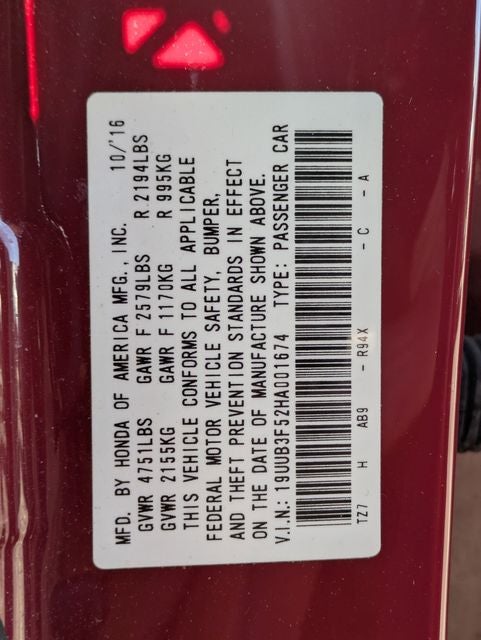 MFD. BY HONDA OF AMERICA MFG., INC. 10/'16
GVWR 4751LBS GAWR F 2579LBS R 2194LBS
GVWR 2155KG GAWR F 1170KG R 995KG
THIS VEHICLE CONFORMS TO ALL APPLICABLE
FEDERAL MOTOR VEHICLE SAFETY, BUMPER,
AND THEFT PREVENTION STANDARDS IN EFFECT
ON THE DATE OF MANUFACTURE SHOWN ABOVE.
V.I.N.: 19UUB3F52HA001674 TYPE: PASSENGER CAR
TZ7 H AB9 - R94X - C - A